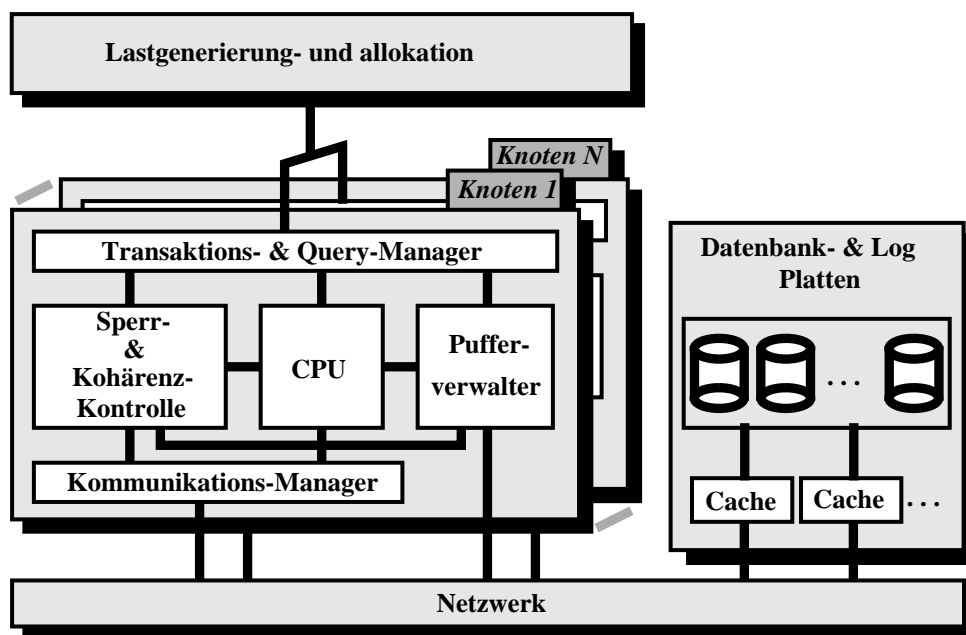 Lastgenerierung- und allokation
Knoten N
Knoten 1
Transaktions- & Query-Manager
Sperr-
&
Kohärenz-
Kontrolle
CPU
Puffer-
verwalter
Kommunikations-Manager
Datenbank- & Log
Platten
. . .
Cache
Cache
. . .
Netzwerk